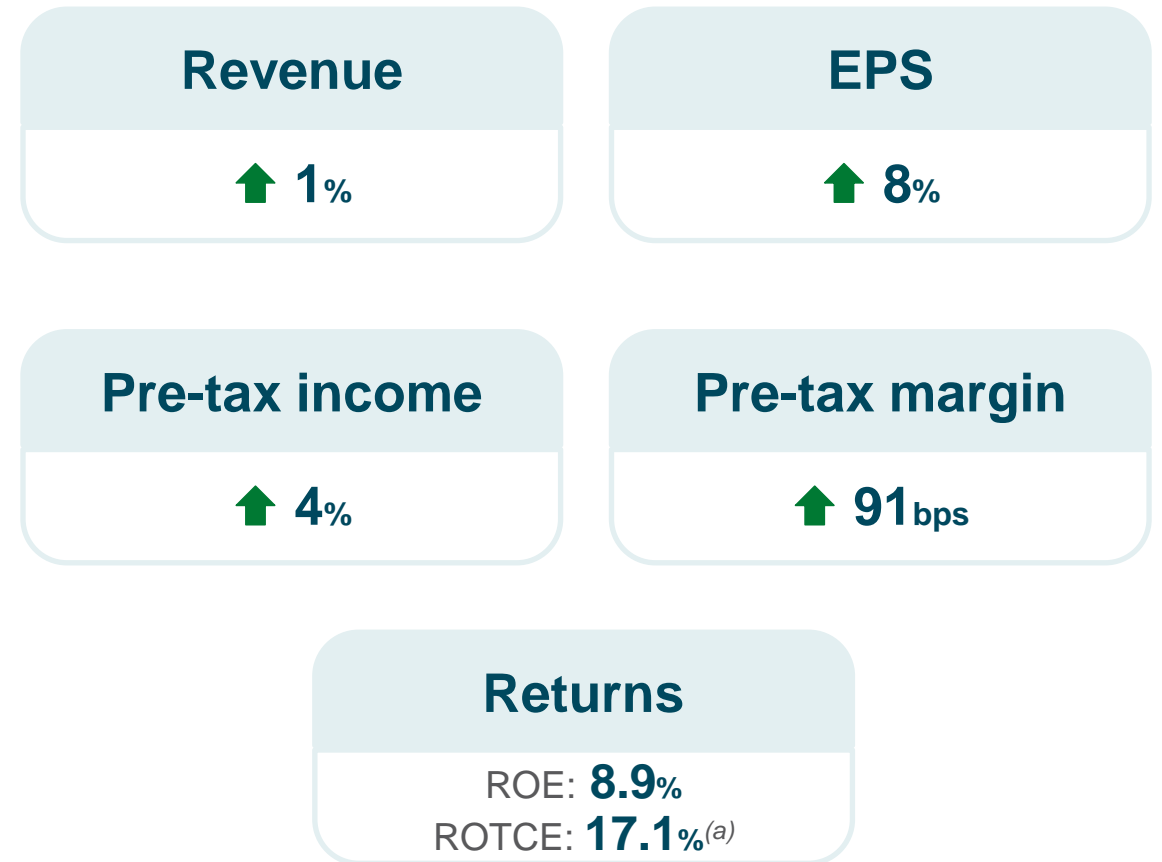 Revenue
1%
EPS
8%
Pre-tax income
4%
Pre-tax margin
91bps
Returns
ROE: 8.9%
ROTCE: 17.1%(a)